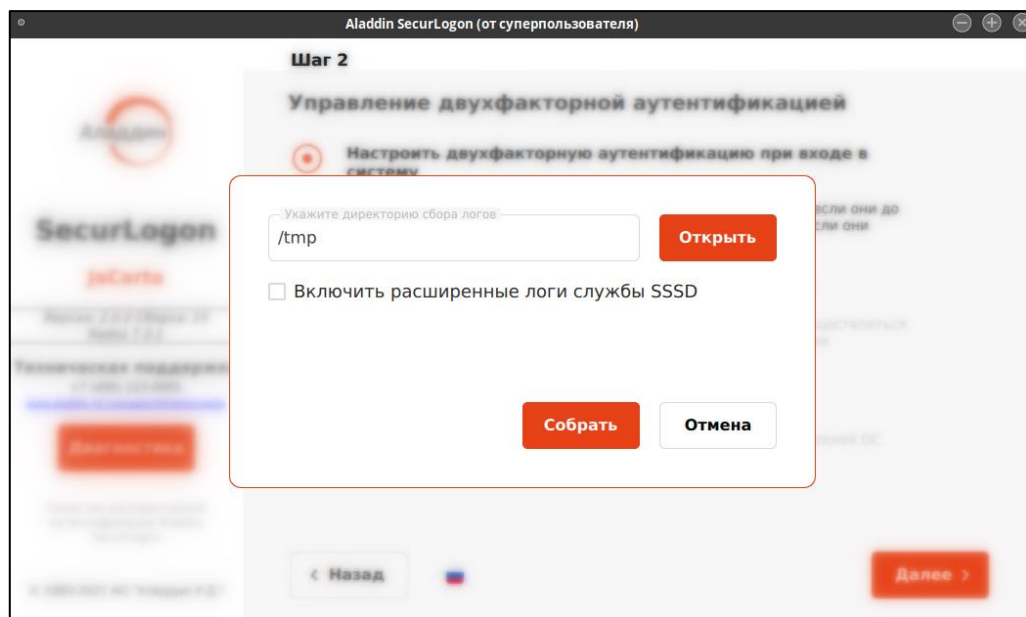 Aladdin SecurLogon (от суперпользователя)
Шаг 2
Управление двухфакторной аутентификацией
Аладдин
Настроить двухфакторную аутентификацию при входе в
систему
если они до
если они
SecurLogon
JaCarta
Укажите директорию сбора логов
/tmp
Открыть
Включить расширенные логи службы SSSD
Техническая поддержка
Собрать
Отмена
Диагностика
Назад
Далее